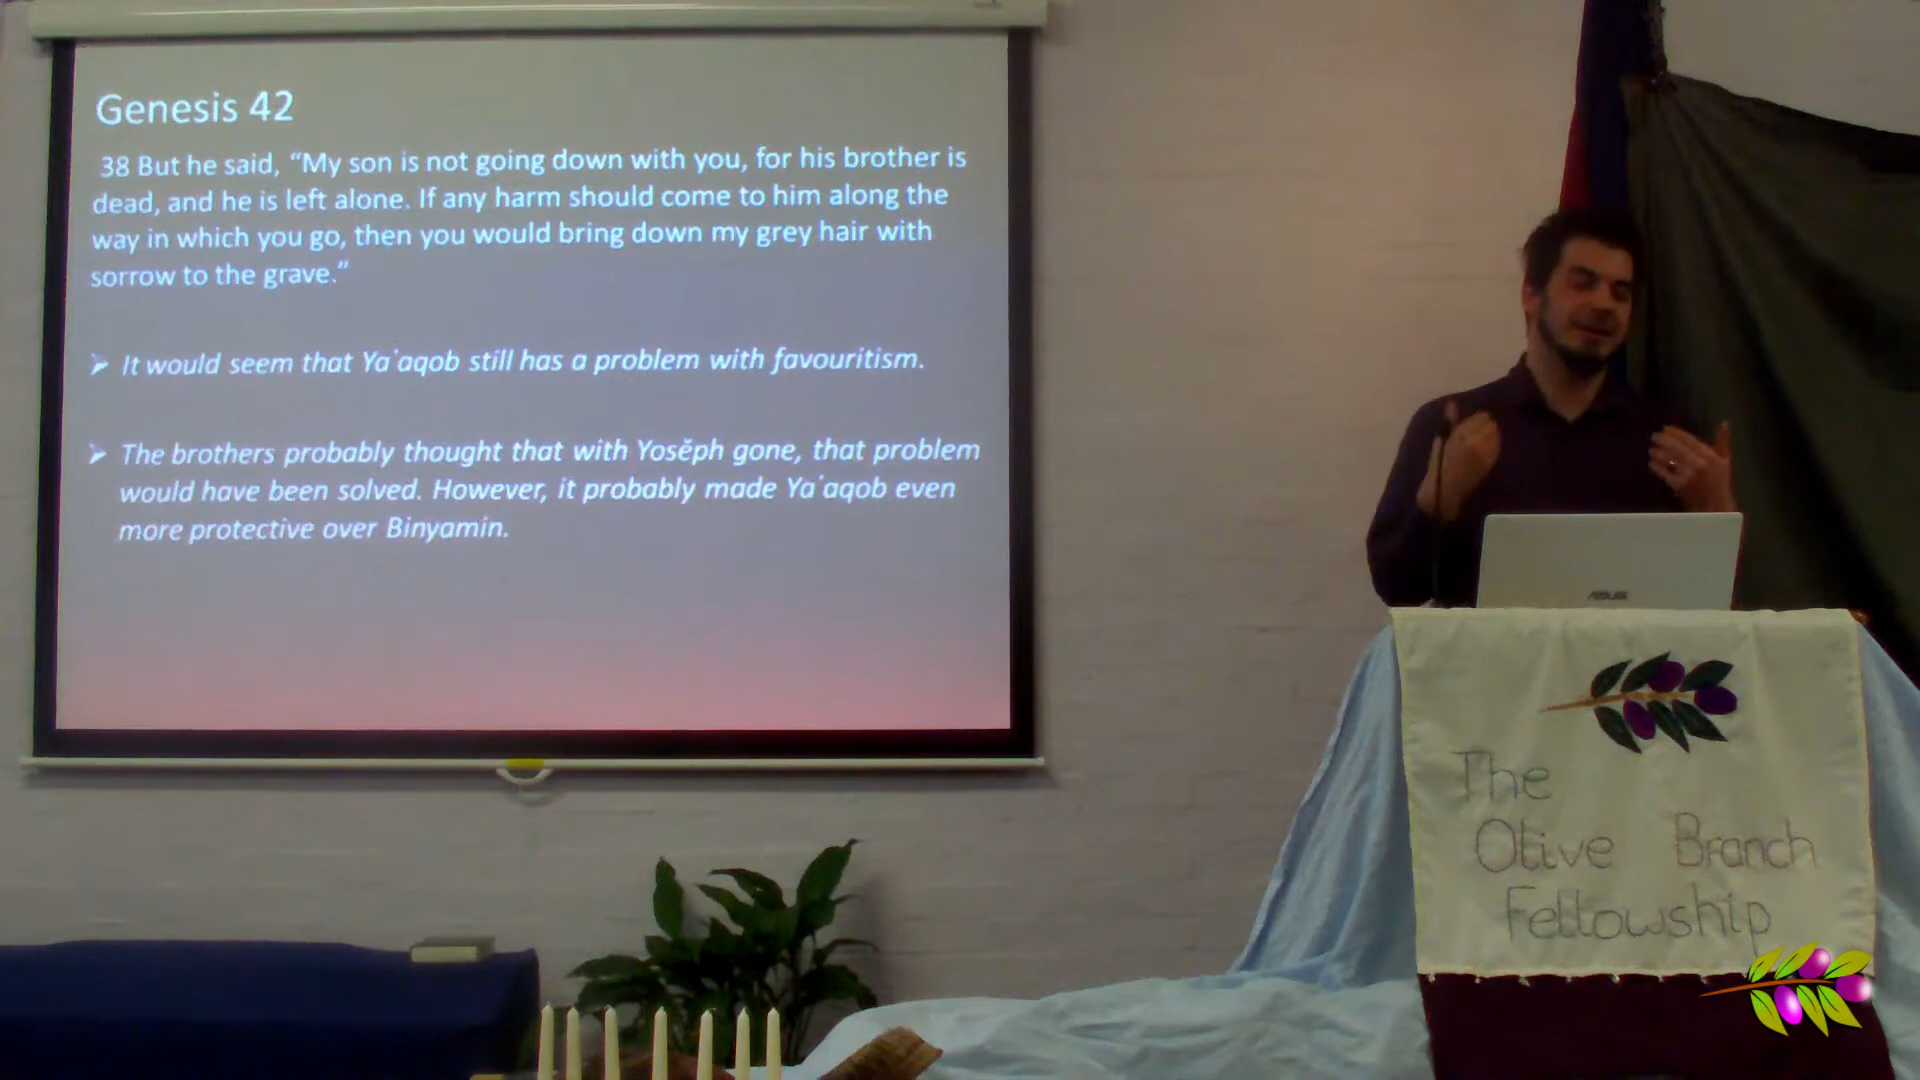 Genesis 42
38 But he said, “My son is not going down with you, for his brother is
dead, and he is left alone. If any harm should come to him along the
way in which you go, then you would bring down my grey hair with
sorrow to the grave.”
➢ It would seem that Ya῾aqob still has a problem with favouritism.
➢ The brothers probably thought that with Yosĕph gone, that problem
would have been solved. However, it probably made Ya῾aqob even
more protective over Binyamin.
ASUS
The
Olive Branch
Fellowship